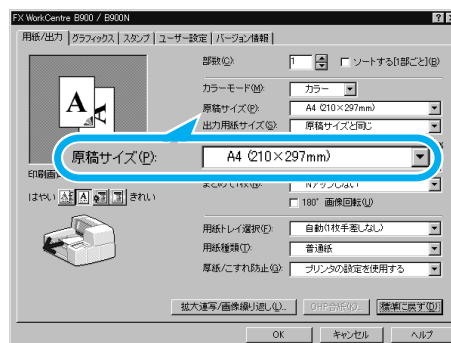 FX WorkCentre B900 / B900N
用紙/出力 グラフィックス スタンプ ユーザー設定 バージョン情報
部数(C): 1 ソートする[1部ごと](B)
カラーモード(M): カラー
原稿サイズ(P): A4 (210×297mm)
出力用紙サイズ(S): 原稿サイズと同じ
原稿サイズ(P): A4 (210×297mm)
Nアップしない
180° 画像回転(U)
はやい きれい
用紙トレイ選択(F): 自動(1枚手差しなし)
用紙種類(T): 普通紙
厚紙/こすれ防止(G): プリンタの設定を使用する
拡大連写/画像繰り返し(L)... OHP合紙(K)... 標準に戻す(D)
OK キャンセル ヘルプ